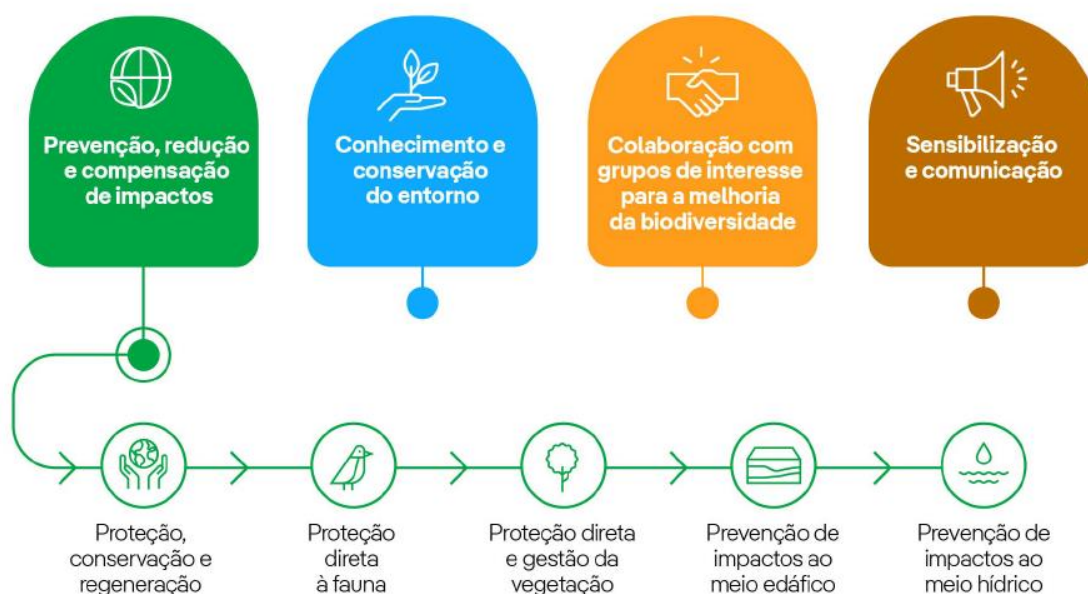 Prevenção, redução
e compensação
de impactos
Conhecimento e
conservação
do entorno
Colaboração com
grupos de interesse
para a melhoria
da biodiversidade
Sensibilização
e comunicação
Proteção,
conservação e
regeneração
Proteção
direta
à fauna
Proteção direta
e gestão da
vegetação
Prevenção de
impactos ao
meio edáfico
Prevenção de
impactos ao
meio hídrico